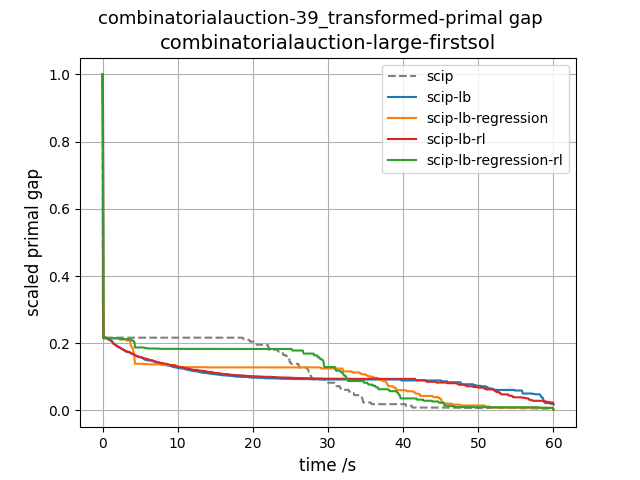 combinatorialauction-39_transformed-primal gap
combinatorialauction-large-firstsol
scip
scip-lb
scip-lb-regression
scip-lb-rl
scip-lb-regression-rl
scaled primal gap
1.0
0.8
0.6
0.4
0.2
0.0
0
10
20
30
40
50
60
time /s